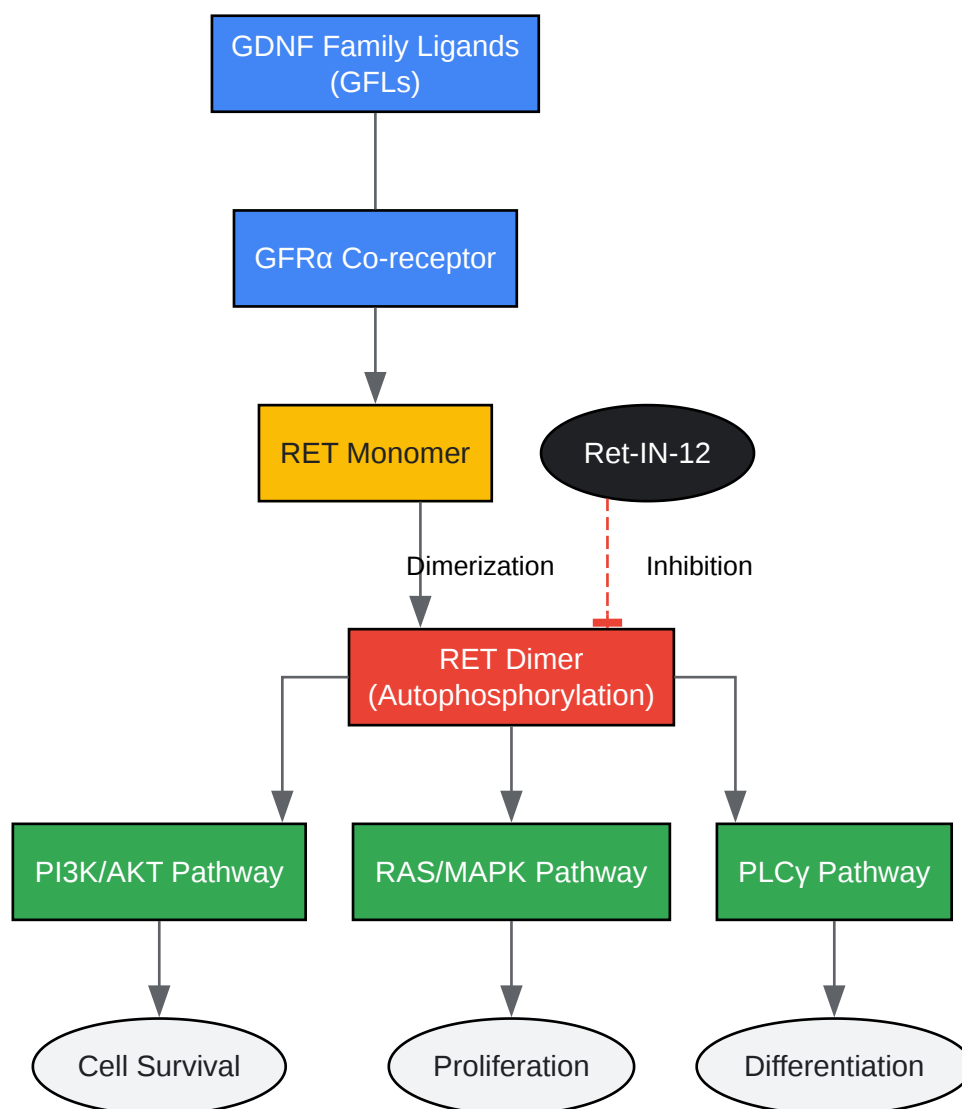 GDNF Family Ligands
(GFLs)
GFRα Co-receptor
RET Monomer
Ret-IN-12
Dimerization
Inhibition
RET Dimer
(Autophosphorylation)
PI3K/AKT Pathway
RAS/MAPK Pathway
PLCγ Pathway
Cell Survival
Proliferation
Differentiation